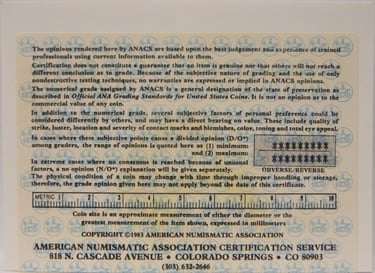 The opinions rendered here by ANACS are based upon the best judgement and experience of trained
professionals using current information available to them.
Certification does not constitute a guarantee that an item is genuine nor that others will not reach a
different conclusion as to grade. Because of the subjective nature of grading and the use of only
nondestructive testing techniques, no warranties are expressed or implied in ANACS opinions.
The numerical grade assigned by ANACS is a general designation of the state of preservation as
described in Official ANA Grading Standards for United States Coins. It is not an opinion as to the
commercial value of any coin.
In addition to the numerical grade, several subjective factors of personal preference could be
considered differently by others, and may have a direct bearing on value. These include quality of
strike, luster, location and severity of contact marks and blemishes, color, toning and total eye appeal.
In cases where these subjective points cause a divided opinion (D/O*)
among graders, the range of opinions is quoted here as (1) minimum:
and (2) maximum:
In extreme cases where no consensus is reached because of unusual
factors, a no opinion (N/O*) explanation will be given separately.
OBVERSE/REVERSE
The physical condition of a coin may change with time through improper handling or storage,
therefore, the grade opinion given here may not apply beyond the date of this certificate.
METRIC 1 2 3 4 5 6 7 8 9 10
Coin size is an approximate measurement of either the diameter or the
greatest measurement of the item shown, expressed in millimeters
COPYRIGHT ©1983 AMERICAN NUMISMATIC ASSOCIATION
AMERICAN NUMISMATIC ASSOCIATION CERTIFICATION SERVICE
818 N. CASCADE AVENUE • COLORADO SPRINGS • CO 80903
(303) 632-2646